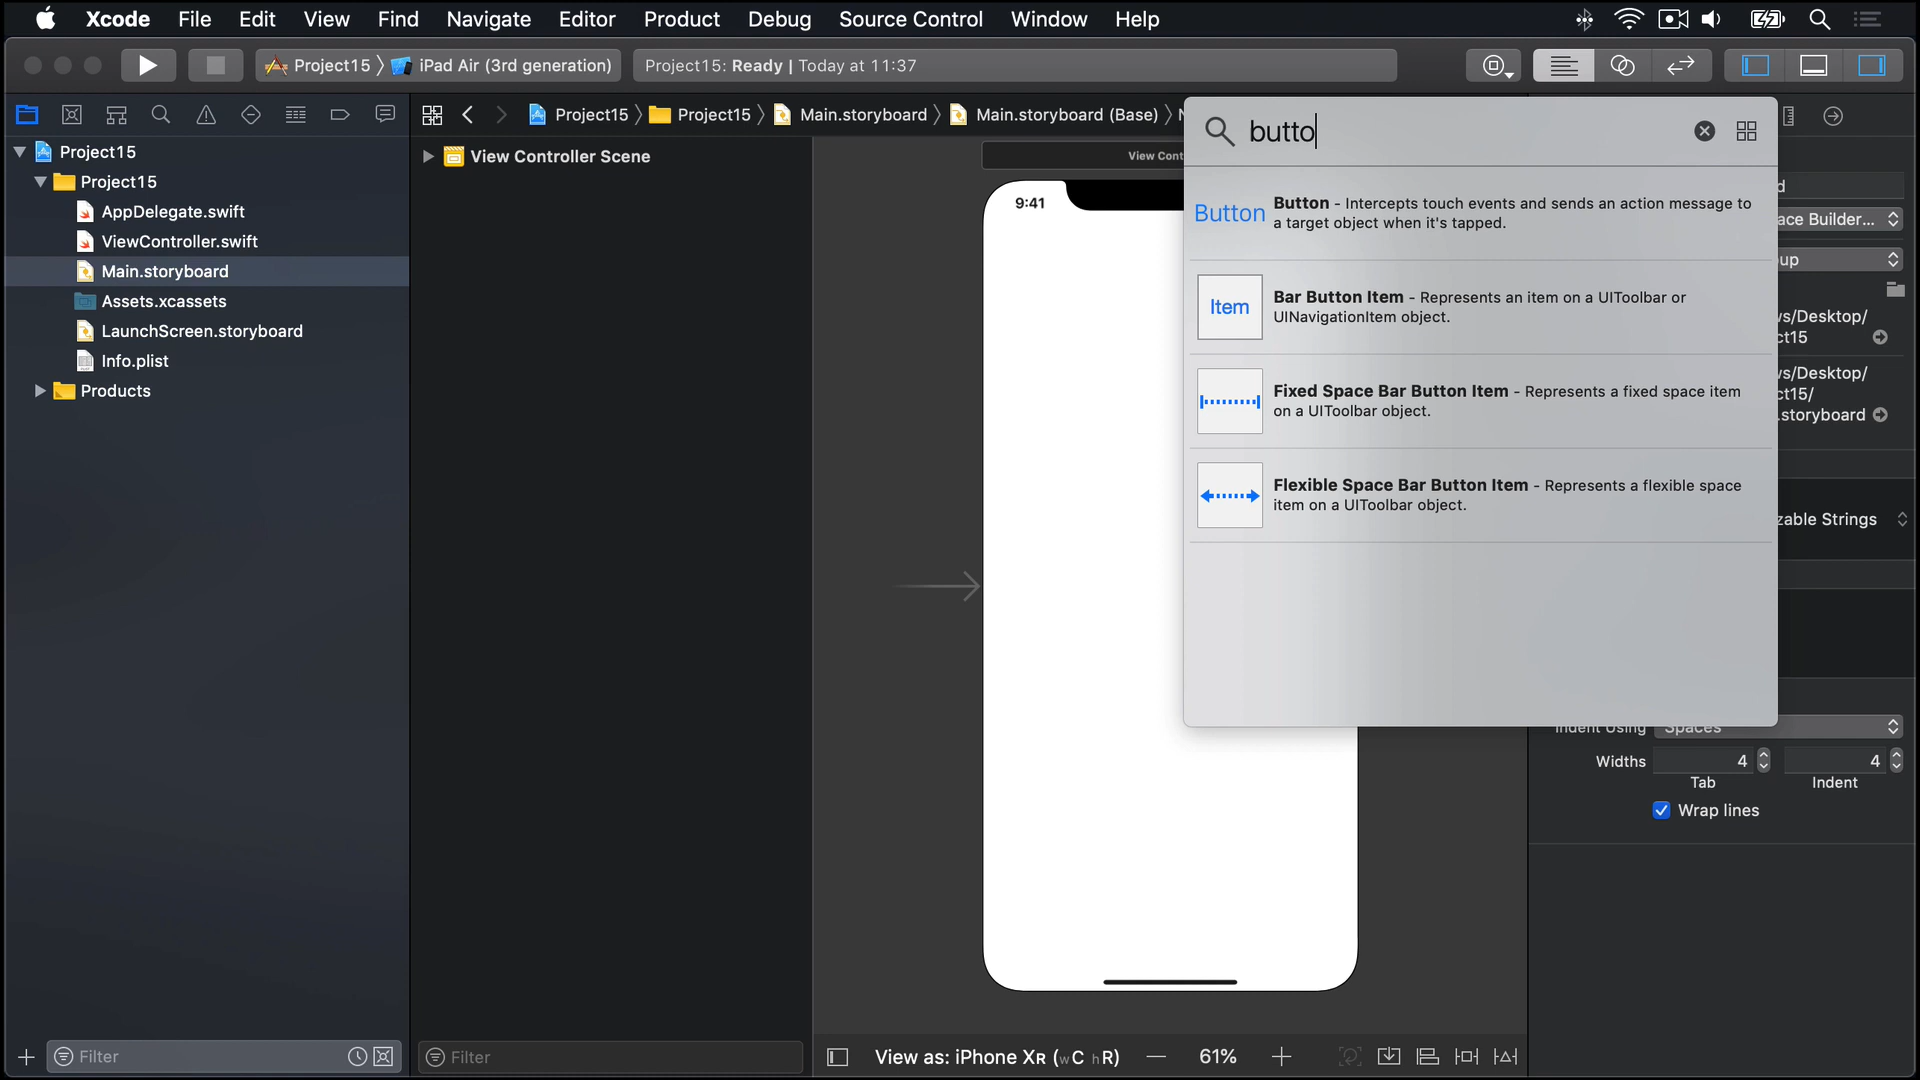 Xcode File Edit View Find Navigate Editor Product Debug Source Control Window Help
Project15 〉 iPad Air (3rd generation)
Project15: Ready | Today at 11:37
Project15 〉 Project15 〉 Main.storyboard 〉 Main.storyboard (Base) 〉
Project15
Project15
AppDelegate.swift
ViewController.swift
Main.storyboard
Assets.xcassets
LaunchScreen.storyboard
Info.plist
Products
Filter
View Controller Scene
Filter
View Cont
9:41
butto
Button
Button - Intercepts touch events and sends an action message to
a target object when it's tapped.
Item
Bar Button Item - Represents an item on a UIToolbar or
UINavigationItem object.
Fixed Space Bar Button Item - Represents a fixed space item
on a UIToolbar object.
Flexible Space Bar Button Item - Represents a flexible space
item on a UIToolbar object.
d
ace Builder...
up
vs/Desktop/
ct15
vs/Desktop/
ct15/
.storyboard
zable Strings
Indent Using Spaces
Widths 4 4
Tab Indent
Wrap lines
View as: iPhone XR (wC hR) — 61% +